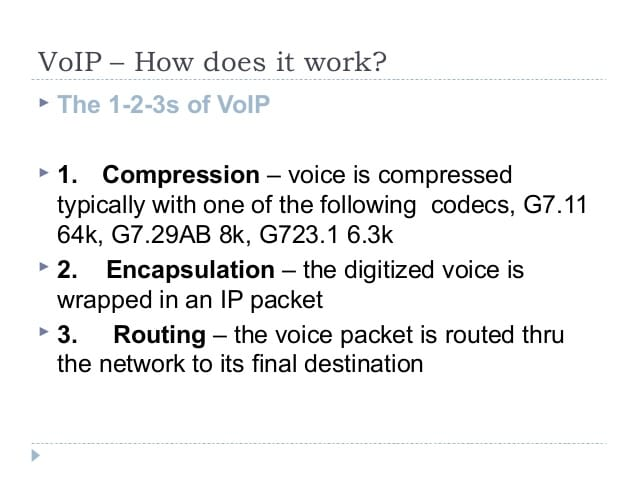 VoIP – How does it work?
The 1-2-3s of VoIP
1. Compression – voice is compressed
typically with one of the following codecs, G7.11
64k, G7.29AB 8k, G723.1 6.3k
2. Encapsulation – the digitized voice is
wrapped in an IP packet
3. Routing – the voice packet is routed thru
the network to its final destination